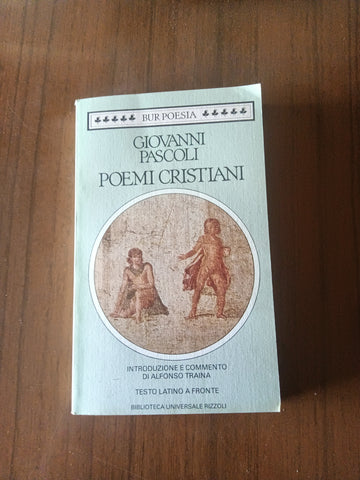 BUR POESIA
GIOVANNI
PASCOLI
POEMI CRISTIANI
INTRODUZIONE E COMMENTO
DI ALFONSO TRAINA
TESTO LATINO A FRONTE
BIBLIOTECA UNIVERSALE RIZZOLI